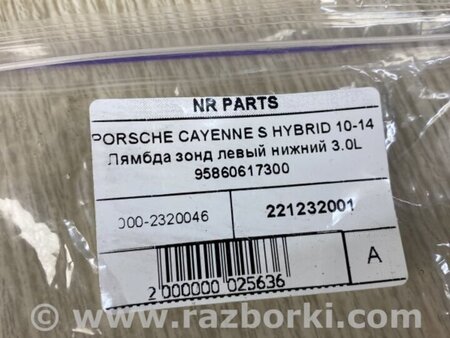 NR PARTS
PORSCHE CAYENNE S HYBRID 10-14
Лямбда зонд левый нижний 3.0L
95860617300
000-2320046
221232001
2 000000 025636
A
© www.razborki.com